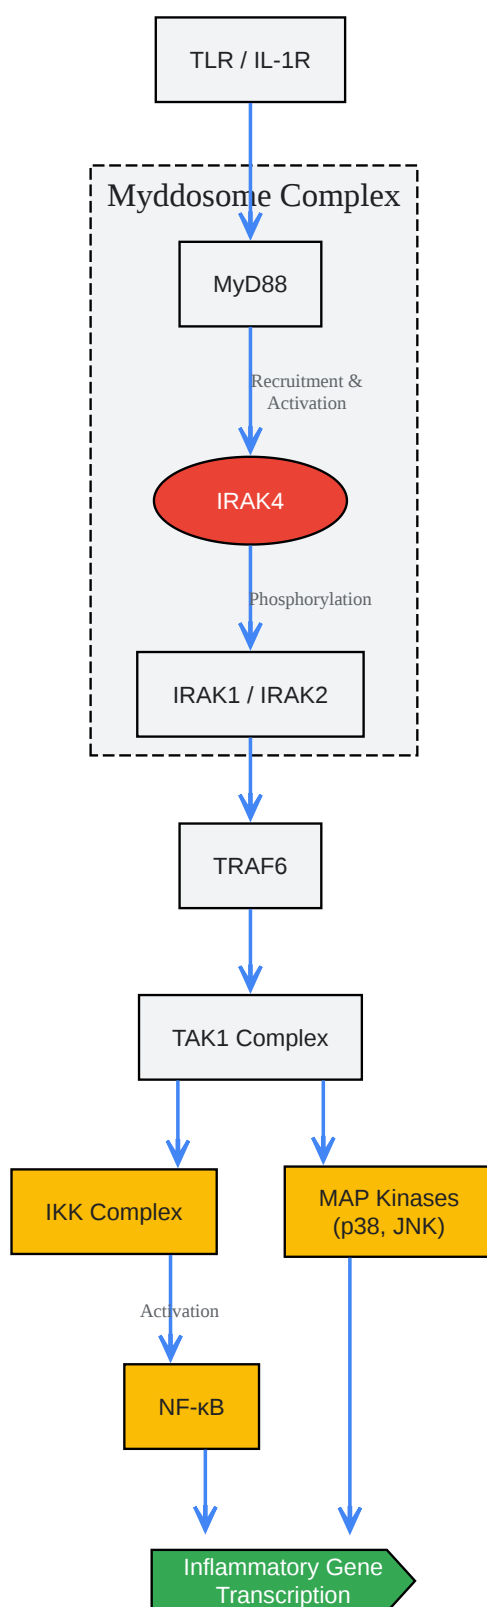 TLR / IL-1R
Myddosome Complex
MyD88
Recruitment &
Activation
IRAK4
Phosphorylation
IRAK1 / IRAK2
TRAF6
TAK1 Complex
IKK Complex
MAP Kinases
(p38, JNK)
Activation
NF-κB
Inflammatory Gene
Transcription